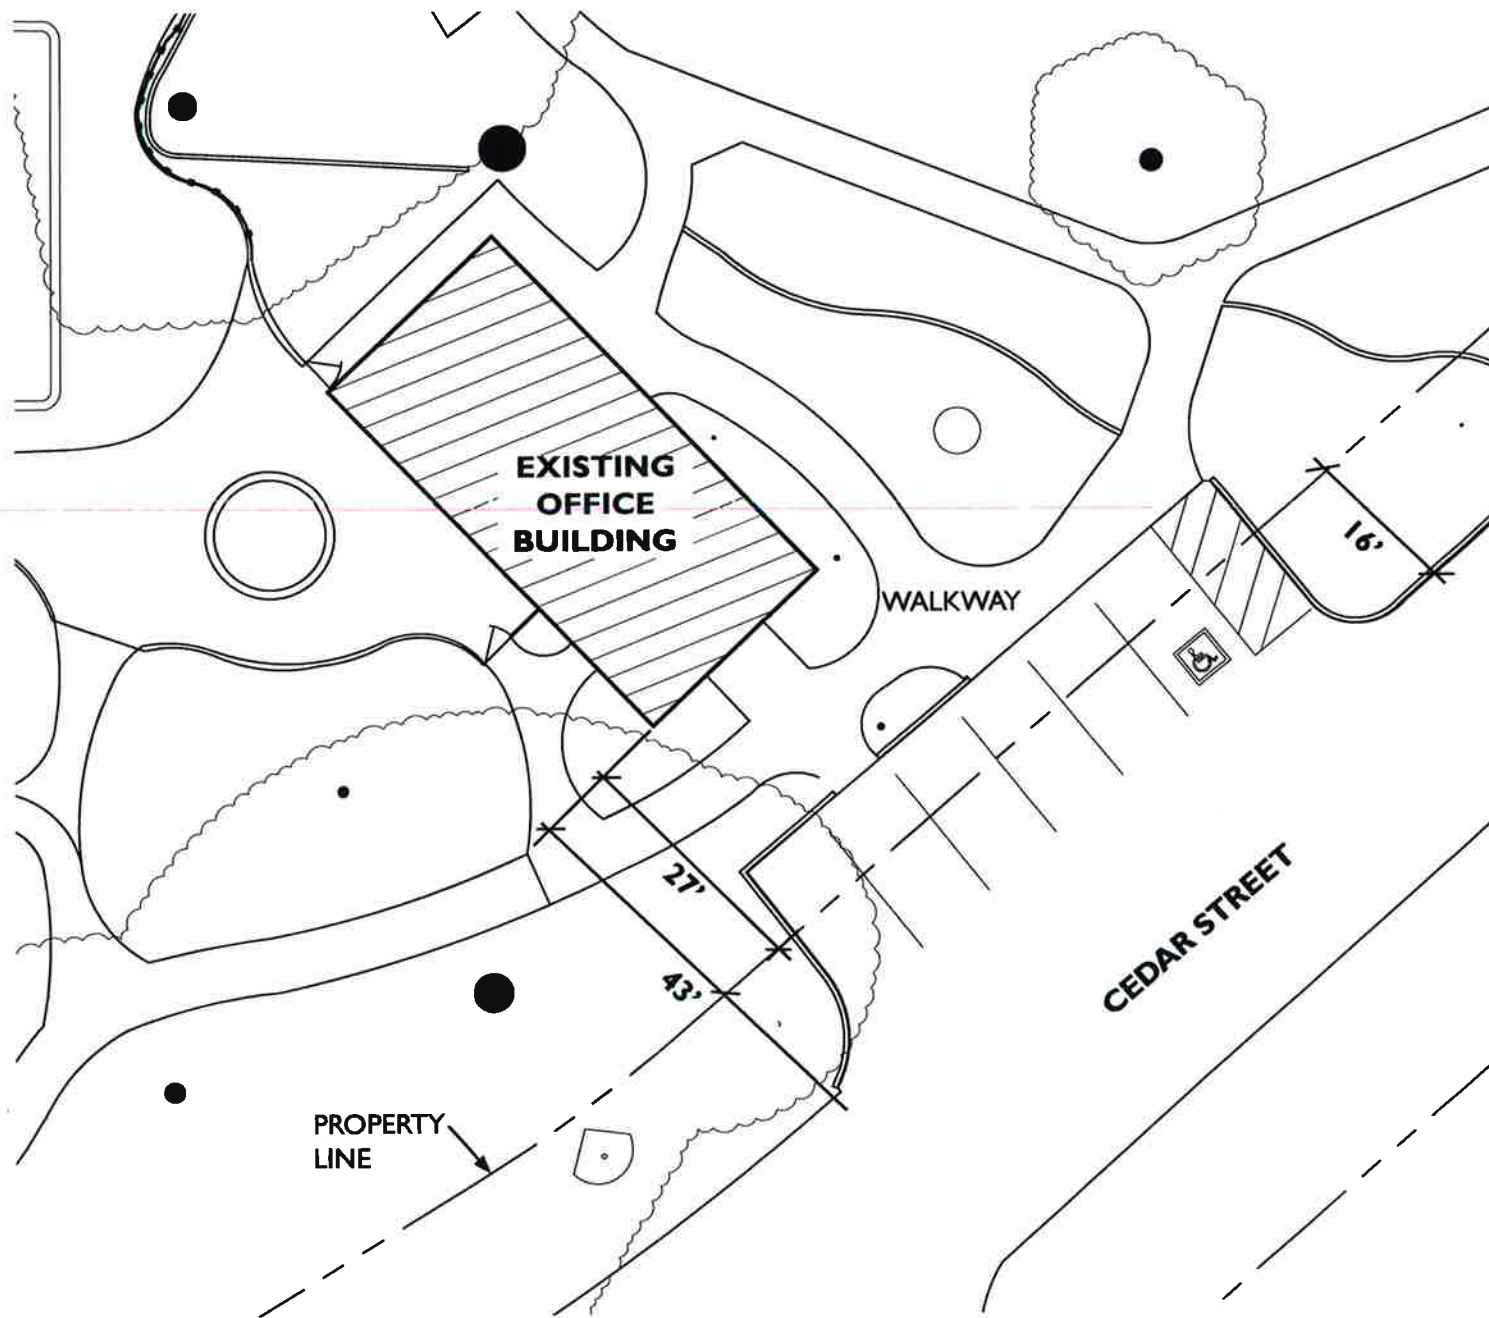 EXISTING
OFFICE
BUILDING
16'
WALKWAY
27'
CEDAR STREET
43'
PROPERTY
LINE